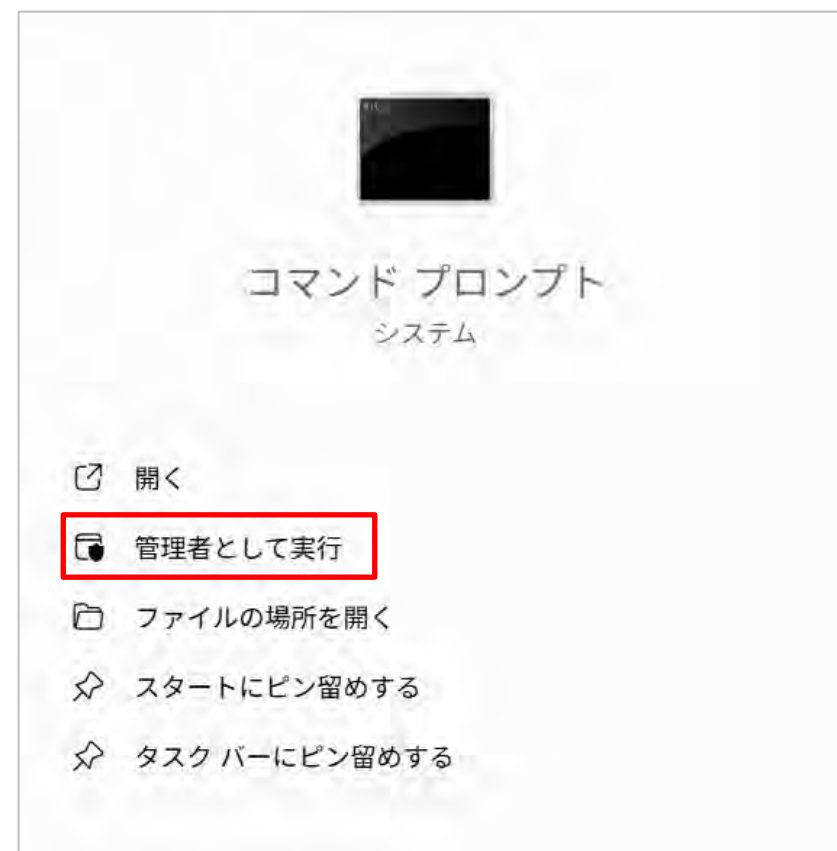 コマンド プロンプト
システム
開く
管理者として実行
ファイルの場所を開く
スタートにピン留めする
タスク バーにピン留めする